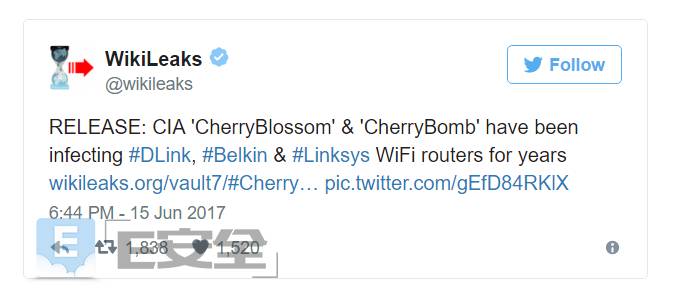 WikiLeaks
@wikileaks
Follow
RELEASE: CIA 'CherryBlossom' & 'CherryBomb' have been
infecting #DLink, #Belkin & #Linksys WiFi routers for years
wikileaks.org/vault7/#Cherry… pic.twitter.com/gEfD84RKlX
6:44 PM - 15 Jun 2017
1,838 1,520
E安全